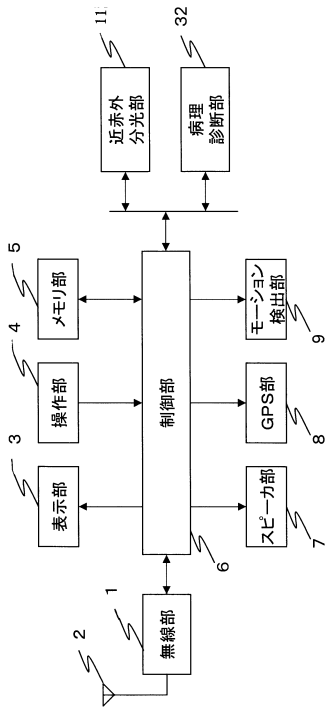 2
1
無線部
3
表示部
4
操作部
5
メモリ部
6
制御部
7
スピーカ部
8
GPS部
9
モーション
検出部
11
近赤外
分光部
32
病理
診断部